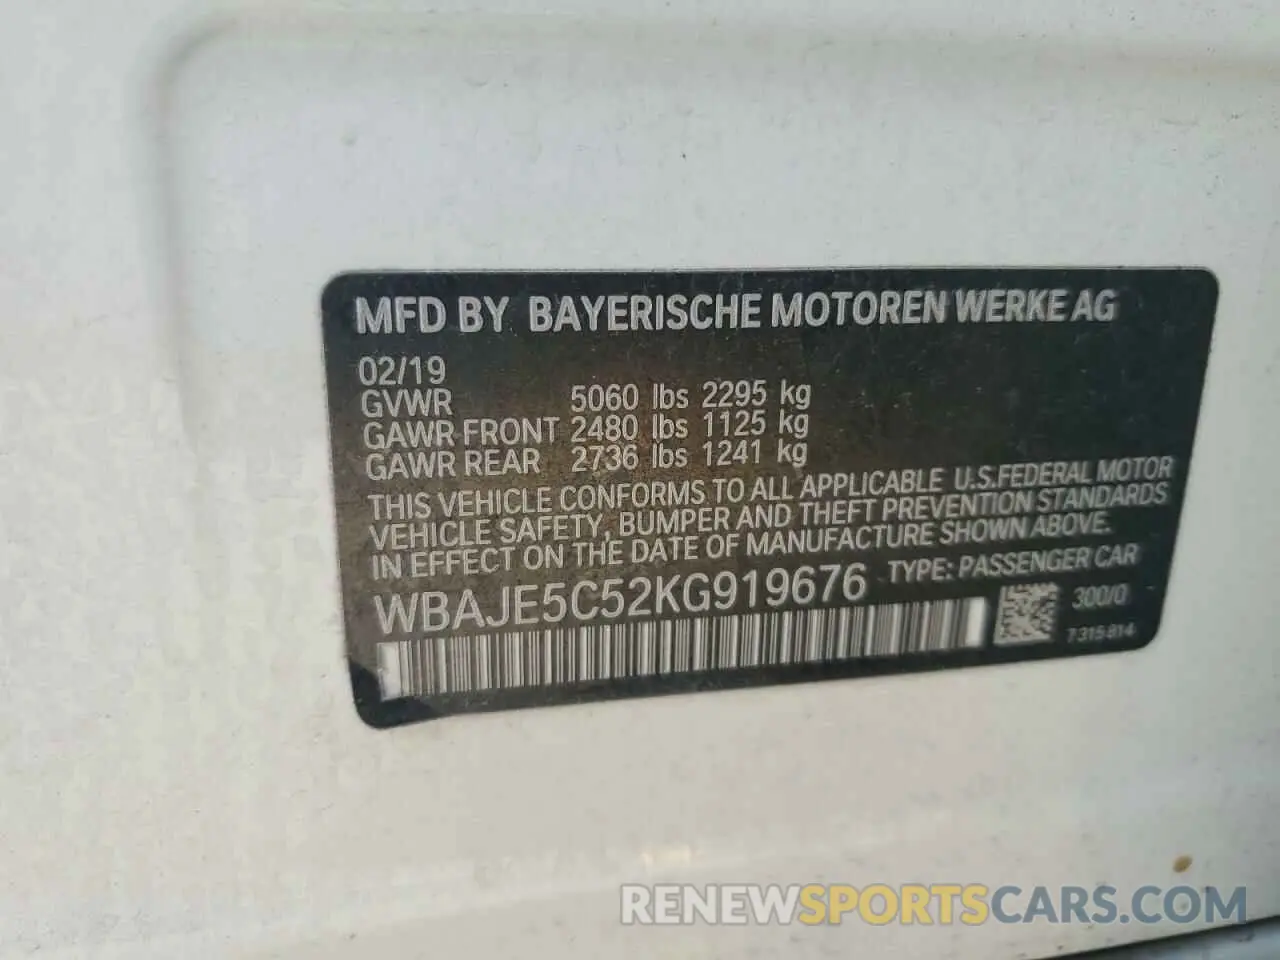 MFD BY BAYERISCHE MOTOREN WERKE AG
02/19
GVWR 5060 lbs 2295 kg
GAWR FRONT 2480 lbs 1125 kg
GAWR REAR 2736 lbs 1241 kg
THIS VEHICLE CONFORMS TO ALL APPLICABLE U.S.FEDERAL MOTOR
VEHICLE SAFETY, BUMPER AND THEFT PREVENTION STANDARDS
IN EFFECT ON THE DATE OF MANUFACTURE SHOWN ABOVE.
WBAJE5C52KG919676 TYPE: PASSENGER CAR
300/0
7315814
RENEWSPORTSCARS.COM